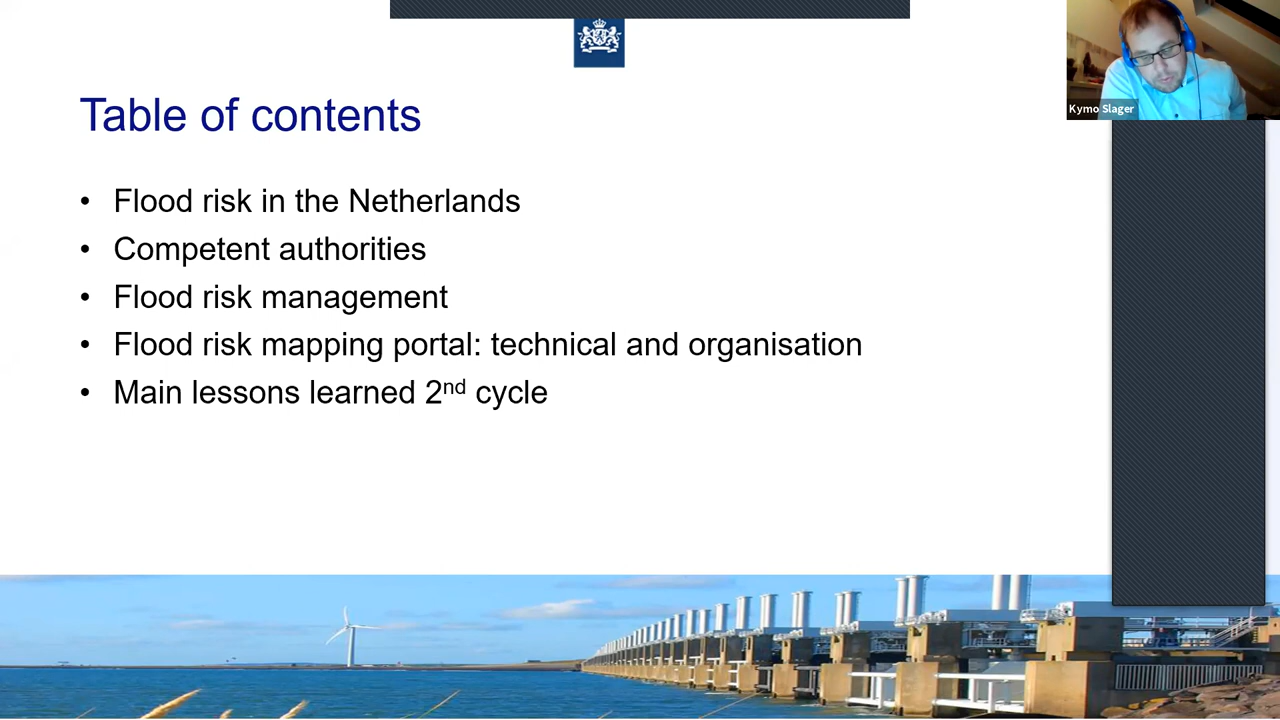 Kymo Slager
Table of contents
• Flood risk in the Netherlands
• Competent authorities
• Flood risk management
• Flood risk mapping portal: technical and organisation
• Main lessons learned 2nd cycle